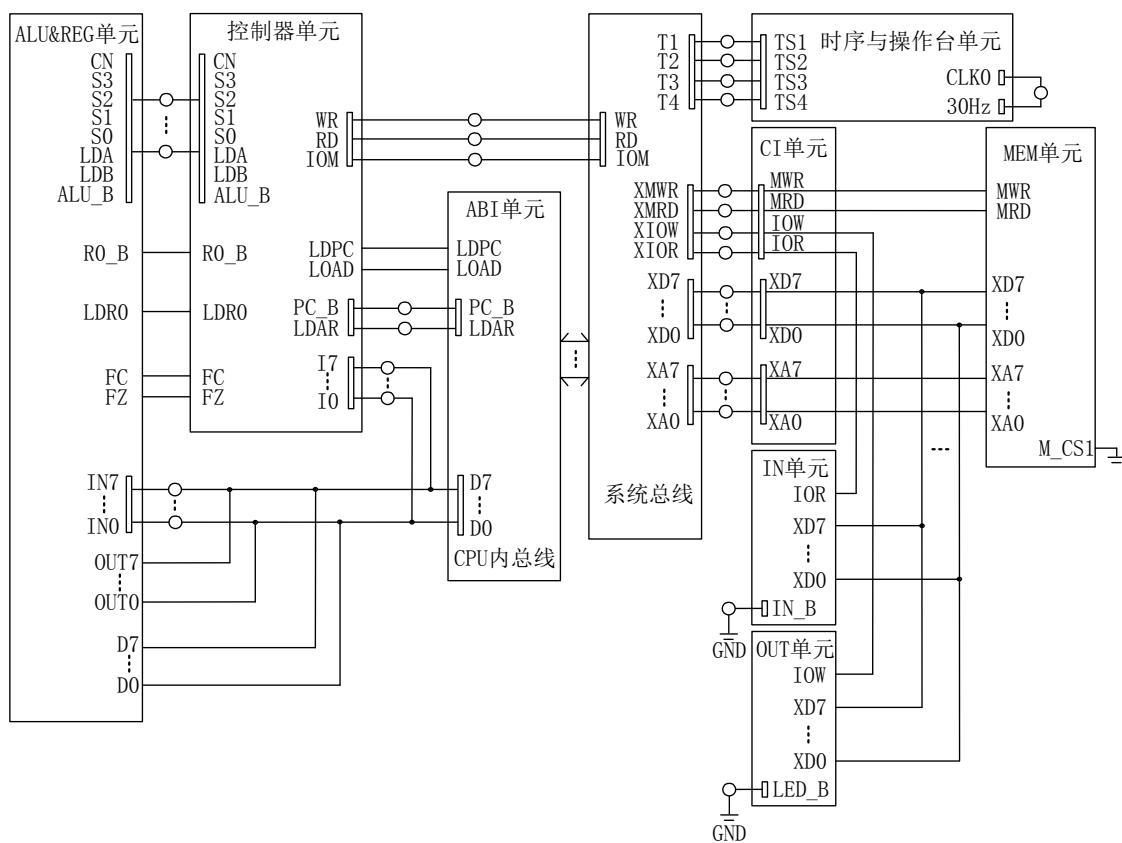 ALU&REG单元
CN
S3
S2
S1
S0
LDA
LDB
ALU_B
R0_B
LDR0
FC
FZ
IN7
IN0
OUT7
OUT0
D7
D0
控制器单元
CN
S3
S2
S1
S0
LDA
LDB
ALU_B
R0_B
LDR0
FC
FZ
WR
RD
IOM
LDPC
LOAD
PC_B
LDAR
I7
I0
ABI单元
LDPC
LOAD
PC_B
LDAR
D7
D0
CPU内总线
T1
T2
T3
T4
WR
RD
IOM
XMWR
XMRD
XIOW
XIOR
XD7
XD0
XA7
XA0
系统总线
时序与操作台单元
TS1
TS2
TS3
TS4
CLK0
30Hz
CI单元
MWR
MRD
IOW
IOR
XD7
XD0
XA7
XA0
MEM单元
MWR
MRD
XD7
XD0
XA7
XA0
M_CS1
...
IN单元
IOR
XD7
XD0
IN_B
GND
OUT单元
IOW
XD7
XD0
LED_B
GND